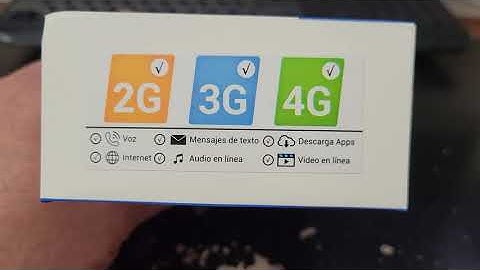 2G 3G 4G
Voz Mensajes de texto Descarga Apps
Internet Audio en línea Video en línea